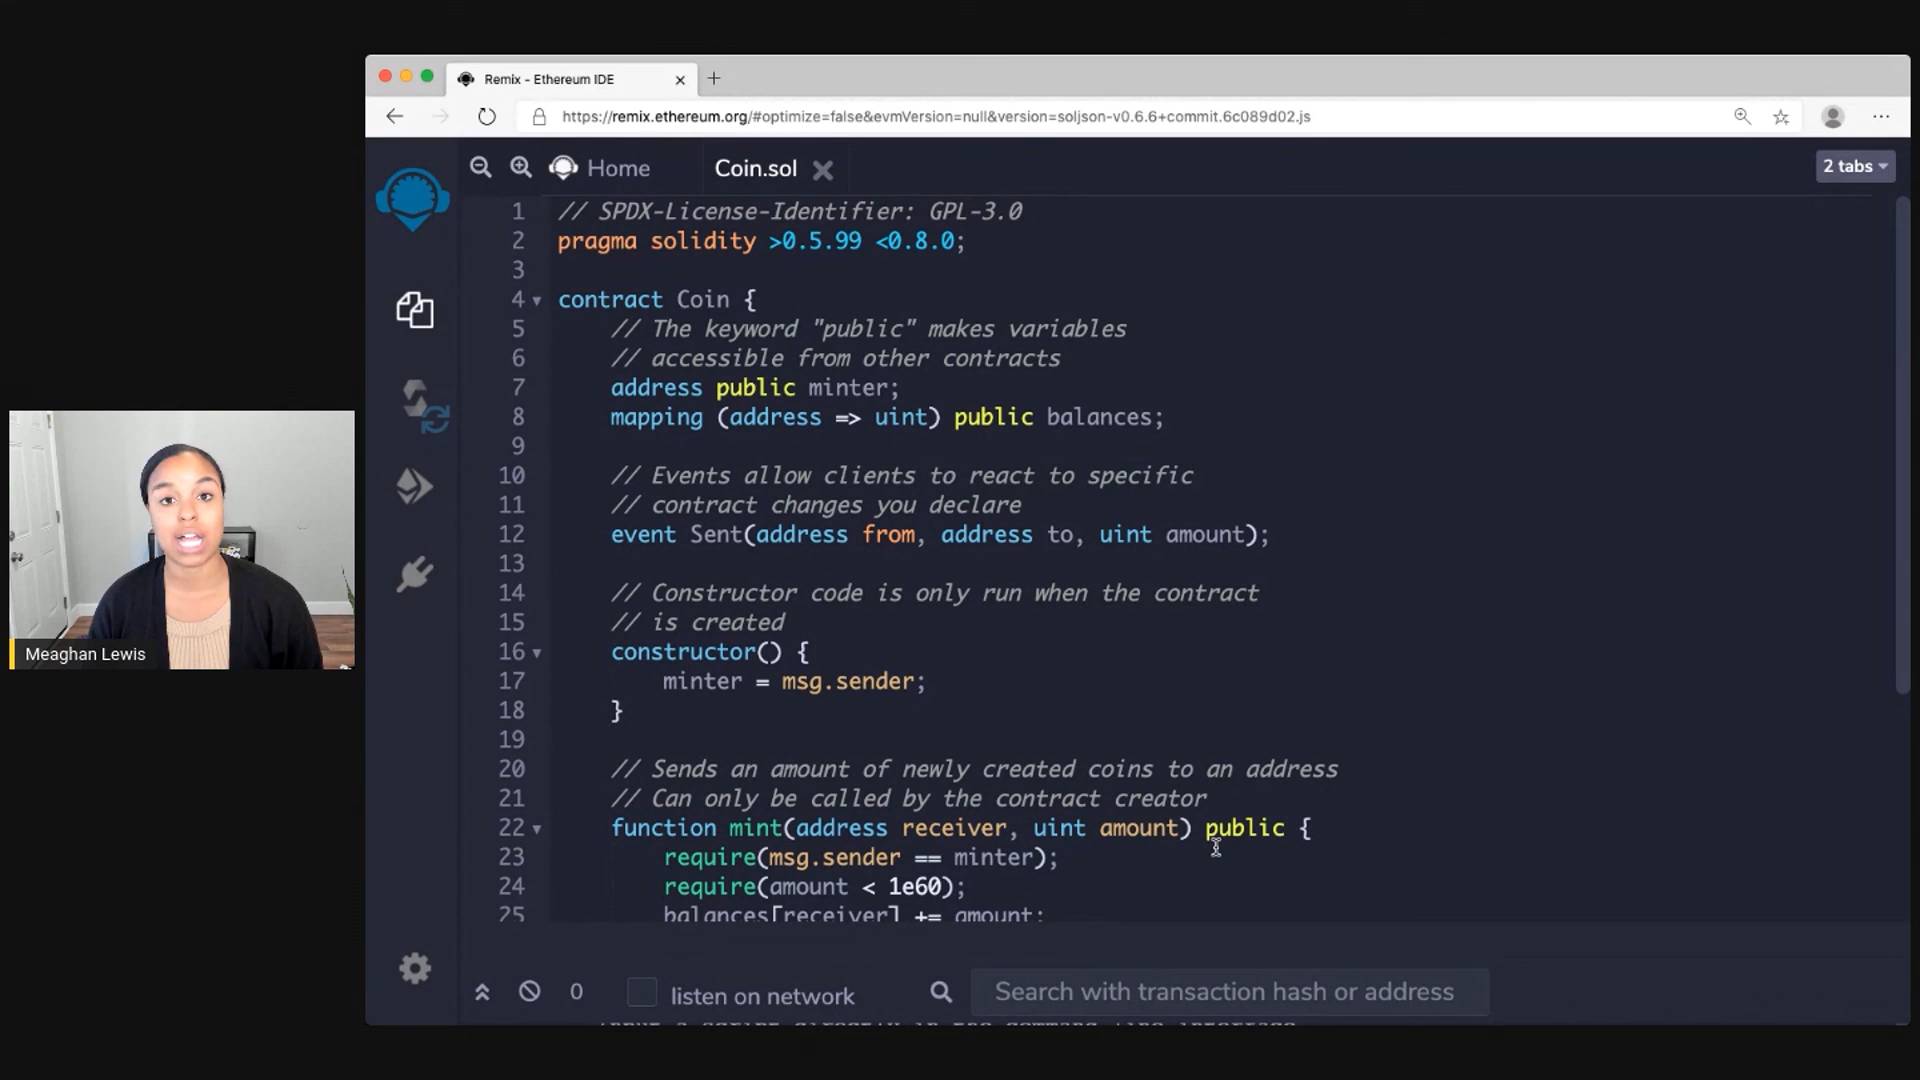 Remix - Ethereum IDE
https://remix.ethereum.org/#optimize=false&evmVersion=null&version=soljson-v0.6.6+commit.6c089d02.js
Home
Coin.sol
2 tabs
1 // SPDX-License-Identifier: GPL-3.0
2 pragma solidity >0.5.99 <0.8.0;
3
4 contract Coin {
5 // The keyword "public" makes variables
6 // accessible from other contracts
7 address public minter;
8 mapping (address => uint) public balances;
9
10 // Events allow clients to react to specific
11 // contract changes you declare
12 event Sent(address from, address to, uint amount);
13
14 // Constructor code is only run when the contract
15 // is created
16 constructor() {
17 minter = msg.sender;
18 }
19
20 // Sends an amount of newly created coins to an address
21 // Can only be called by the contract creator
22 function mint(address receiver, uint amount) public {
23 require(msg.sender == minter);
24 require(amount < 1e60);
25 balances[receiver] += amount;
Meaghan Lewis
0
listen on network
Search with transaction hash or address